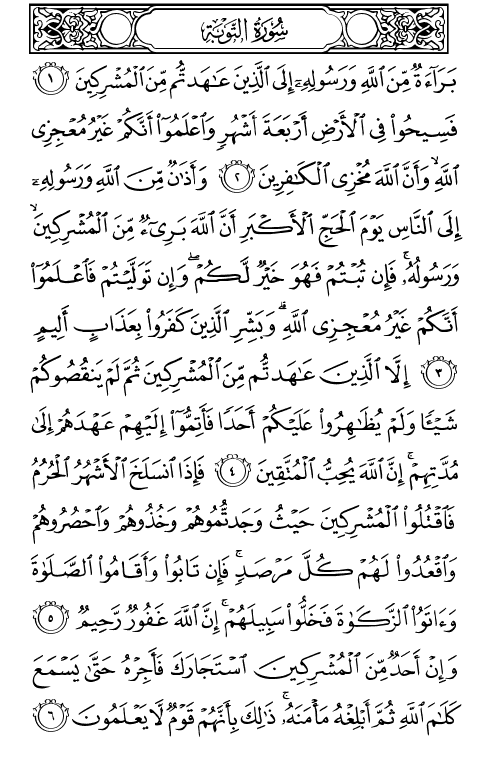 سُورَةُ التَّوْبَةِ
بَرَآءَةٌ مِّنَ ٱللَّهِ وَرَسُولِهِۦٓ إِلَى ٱلَّذِينَ عَٰهَدتُّم مِّنَ ٱلْمُشْرِكِينَ ١
فَسِيحُوا۟ فِى ٱلْأَرْضِ أَرْبَعَةَ أَشْهُرٍ وَٱعْلَمُوٓا۟ أَنَّكُمْ غَيْرُ مُعْجِزِى
ٱللَّهِ ۙ وَأَنَّ ٱللَّهَ مُخْزِى ٱلْكَٰفِرِينَ ٢ وَأَذَٰنٌ مِّنَ ٱللَّهِ وَرَسُولِهِۦٓ
إِلَى ٱلنَّاسِ يَوْمَ ٱلْحَجِّ ٱلْأَكْبَرِ أَنَّ ٱللَّهَ بَرِىٓءٌ مِّنَ ٱلْمُشْرِكِينَ ۙ
وَرَسُولُهُۥ ۚ فَإِن تُبْتُمْ فَهُوَ خَيْرٌ لَّكُمْ ۖ وَإِن تَوَلَّيْتُمْ فَٱعْلَمُوٓا۟
أَنَّكُمْ غَيْرُ مُعْجِزِى ٱللَّهِ ۗ وَبَشِّرِ ٱلَّذِينَ كَفَرُوا۟ بِعَذَابٍ أَلِيمٍ
٣ إِلَّا ٱلَّذِينَ عَٰهَدتُّم مِّنَ ٱلْمُشْرِكِينَ ثُمَّ لَمْ يَنقُصُوكُمْ
شَيْـًٔا وَلَمْ يُظَٰهِرُوا۟ عَلَيْكُمْ أَحَدًا فَأَتِمُّوٓا۟ إِلَيْهِمْ عَهْدَهُمْ إِلَىٰ
مُدَّتِهِمْ ۚ إِنَّ ٱللَّهَ يُحِبُّ ٱلْمُتَّقِينَ ٤ فَإِذَا ٱنسَلَخَ ٱلْأَشْهُرُ ٱلْحُرُمُ
فَٱقْتُلُوا۟ ٱلْمُشْرِكِينَ حَيْثُ وَجَدتُّمُوهُمْ وَخُذُوهُمْ وَٱحْصُرُوهُمْ
وَٱقْعُدُوا۟ لَهُمْ كُلَّ مَرْصَدٍ ۚ فَإِن تَابُوا۟ وَأَقَامُوا۟ ٱلصَّلَوٰةَ
وَءَاتَوُا۟ ٱلزَّكَوٰةَ فَخَلُّوا۟ سَبِيلَهُمْ ۚ إِنَّ ٱللَّهَ غَفُورٌ رَّحِيمٌ ٥
وَإِنْ أَحَدٌ مِّنَ ٱلْمُشْرِكِينَ ٱسْتَجَارَكَ فَأَجِرْهُ حَتَّىٰ يَسْمَعَ
كَلَٰمَ ٱللَّهِ ثُمَّ أَبْلِغْهُ مَأْمَنَهُۥ ۚ ذَٰلِكَ بِأَنَّهُمْ قَوْمٌ لَّا يَعْلَمُونَ ٦